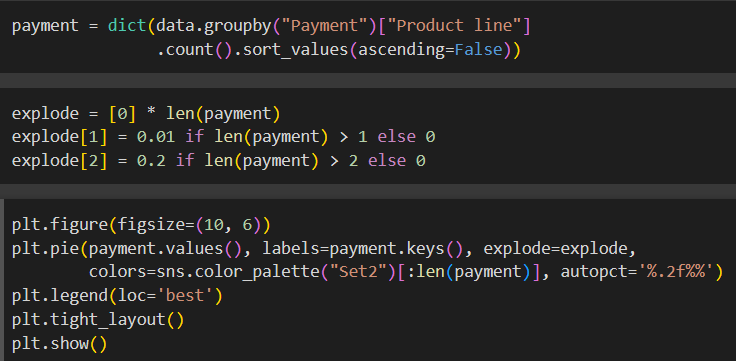 payment = dict(data.groupby("Payment")["Product line"]
.count().sort_values(ascending=False))
explode = [0] * len(payment)
explode[1] = 0.01 if len(payment) > 1 else 0
explode[2] = 0.2 if len(payment) > 2 else 0
plt.figure(figsize=(10, 6))
plt.pie(payment.values(), labels=payment.keys(), explode=explode,
colors=sns.color_palette("Set2")[:len(payment)], autopct='%.2f%%')
plt.legend(loc='best')
plt.tight_layout()
plt.show()